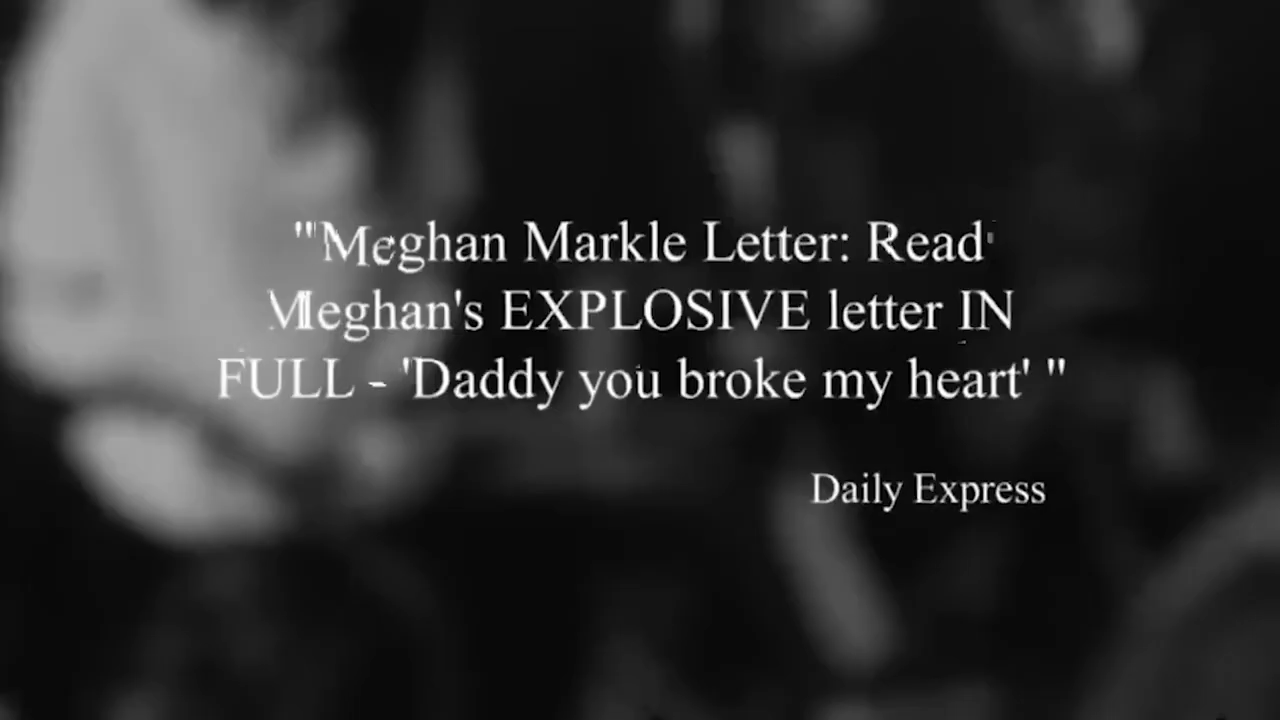 "Meghan Markle Letter: Read
Meghan's EXPLOSIVE letter IN
FULL - 'Daddy you broke my heart' "
Daily Express